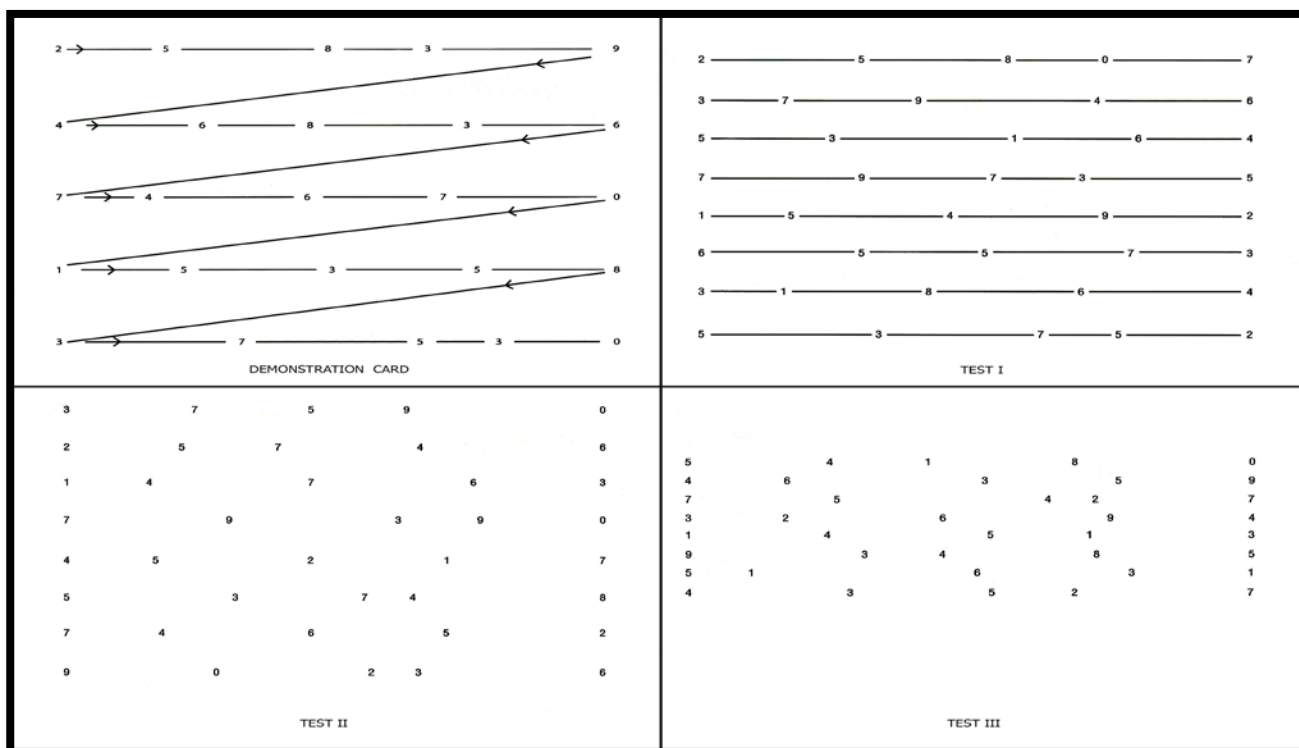 2 5 8 3 9
4 6 8 3 6
7 4 6 7 0
1 5 3 5 8
3 7 5 3 0
DEMONSTRATION CARD
2 5 8 0 7
3 7 9 4 6
5 3 1 6 4
7 9 7 3 5
1 5 4 9 2
6 5 5 7 3
3 1 8 6 4
5 3 7 5 2
TEST I
3 7 5 9 0
2 5 7 4 6
1 4 7 6 3
7 9 3 9 0
4 5 2 1 7
5 3 7 4 8
7 4 6 5 2
9 0 2 3 6
TEST II
5 4 1 8 0
4 6 3 5 9
7 5 4 2 7
3 2 6 9 4
1 4 5 1 3
9 3 4 8 5
5 1 6 3 1
4 3 5 2 7
TEST III